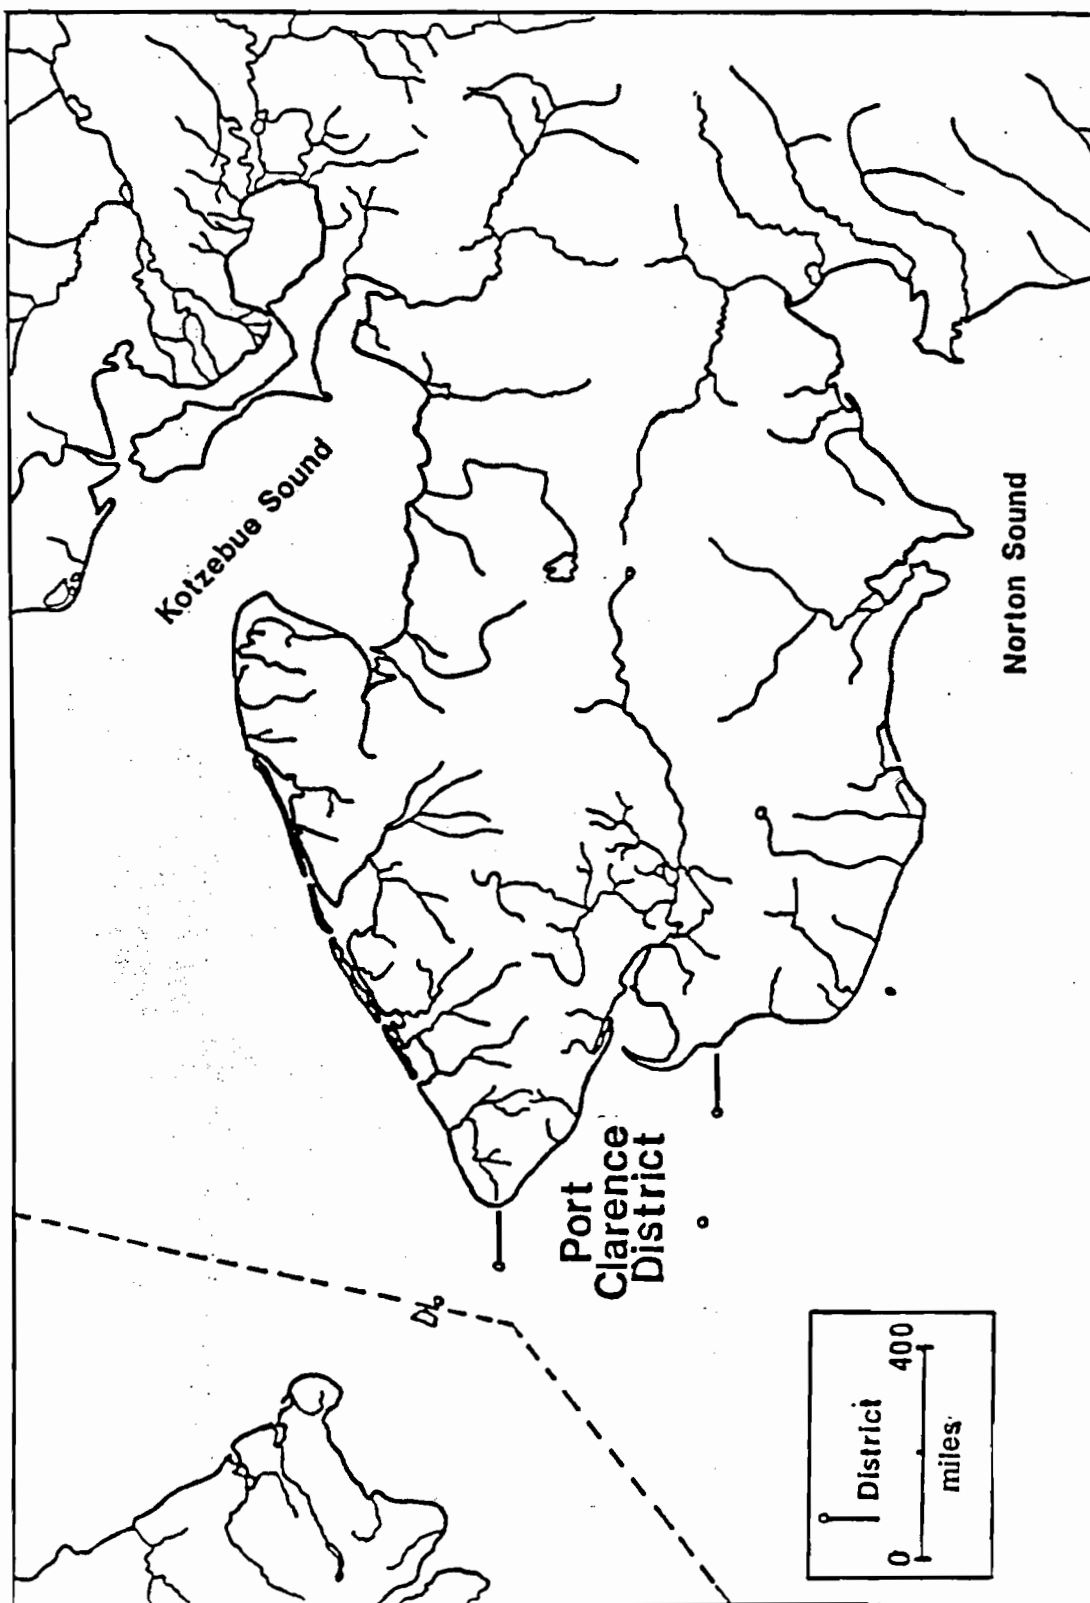 Kotzebue Sound
Norton Sound
Port
Clarence
District
District
0 400
miles